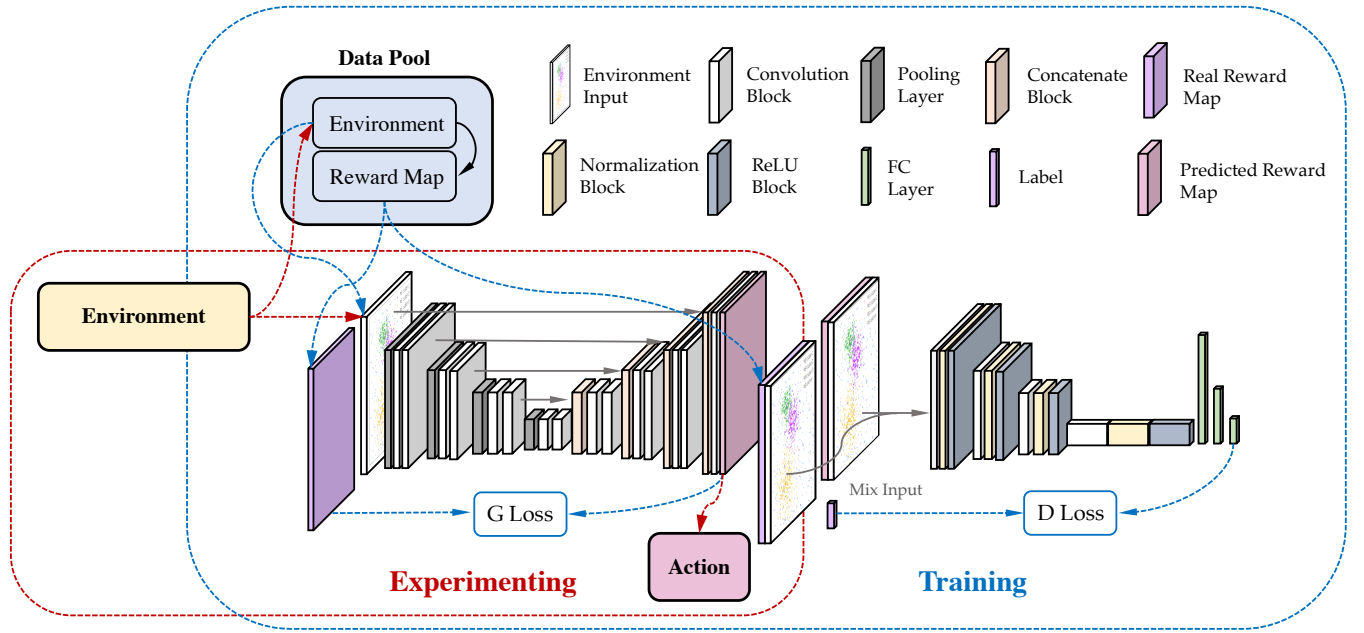 Data Pool
Environment
Reward Map
Environment
Input
Convolution
Block
Pooling
Layer
Concatenate
Block
Real Reward
Map
Normalization
Block
ReLU
Block
FC
Layer
Label
Predicted Reward
Map
Environment
Mix Input
G Loss
D Loss
Action
Experimenting
Training